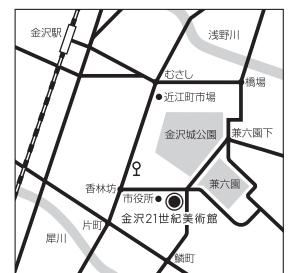 金沢駅
浅野川
むさし
橋場
近江町市場
金沢城公園
兼六園下
兼六園
香林坊
市役所
金沢21世紀美術館
片町
犀川
鱗町